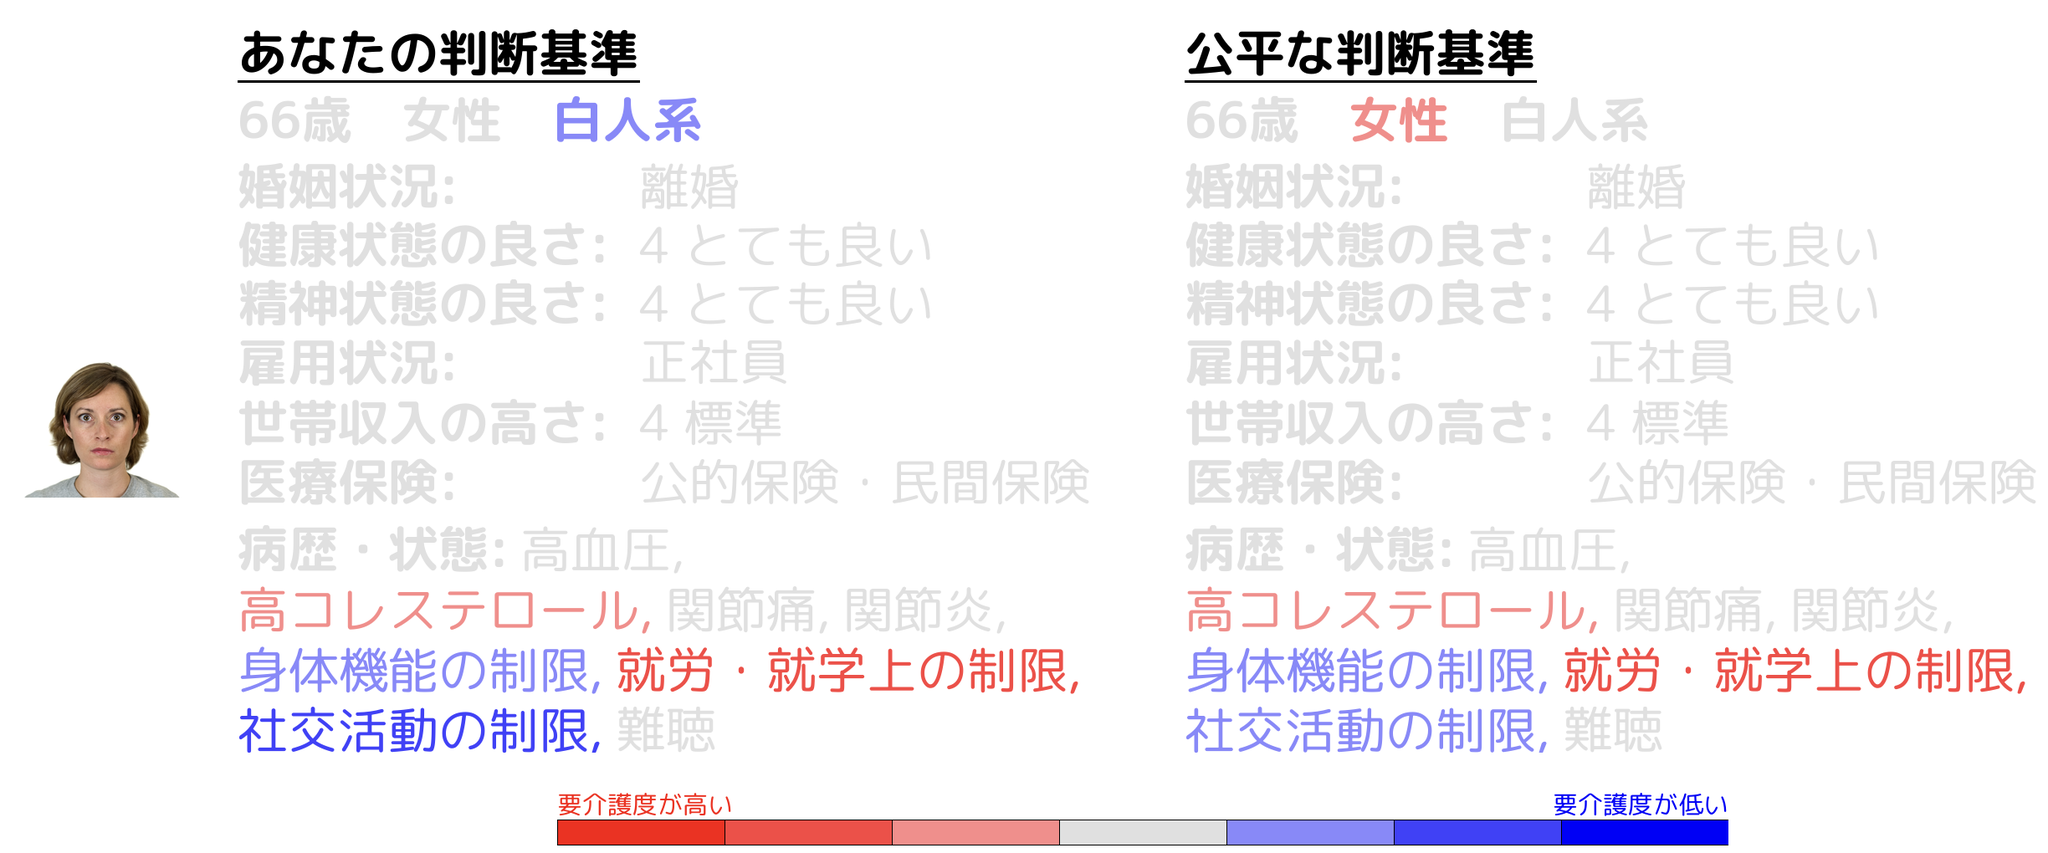 あなたの判断基準
66歳 女性 白人系
婚姻状況: 離婚
健康状態の良さ: 4 とても良い
精神状態の良さ: 4 とても良い
雇用状況: 正社員
世帯収入の高さ: 4 標準
医療保険: 公的保険・民間保険
病歴・状態: 高血圧,
高コレステロール, 関節痛, 関節炎,
身体機能の制限, 就労・就学上の制限,
社交活動の制限, 難聴
公平な判断基準
66歳 女性 白人系
婚姻状況: 離婚
健康状態の良さ: 4 とても良い
精神状態の良さ: 4 とても良い
雇用状況: 正社員
世帯収入の高さ: 4 標準
医療保険: 公的保険・民間保険
病歴・状態: 高血圧,
高コレステロール, 関節痛, 関節炎,
身体機能の制限, 就労・就学上の制限,
社交活動の制限, 難聴
要介護度が高い 要介護度が低い